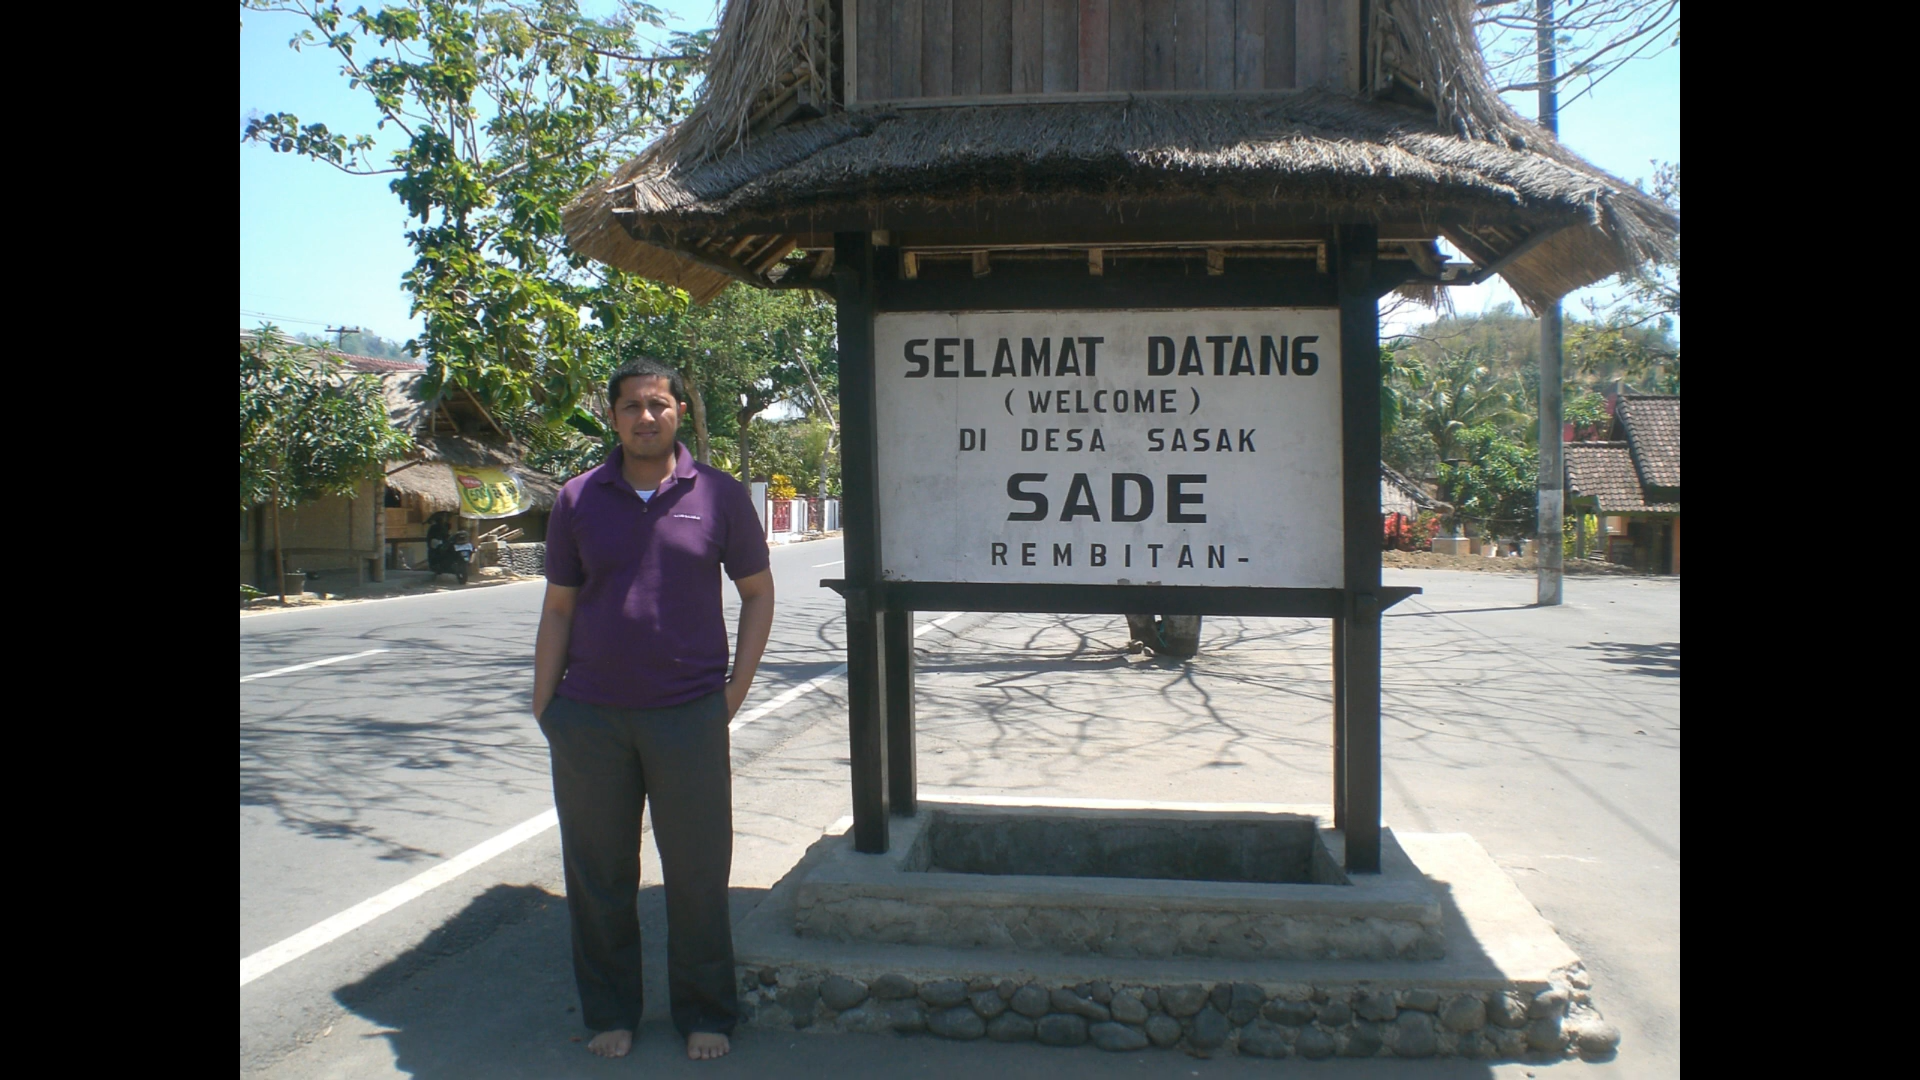 SELAMAT DATANG
(WELCOME)
DI DESA SASAK
SADE
REMBITAN-